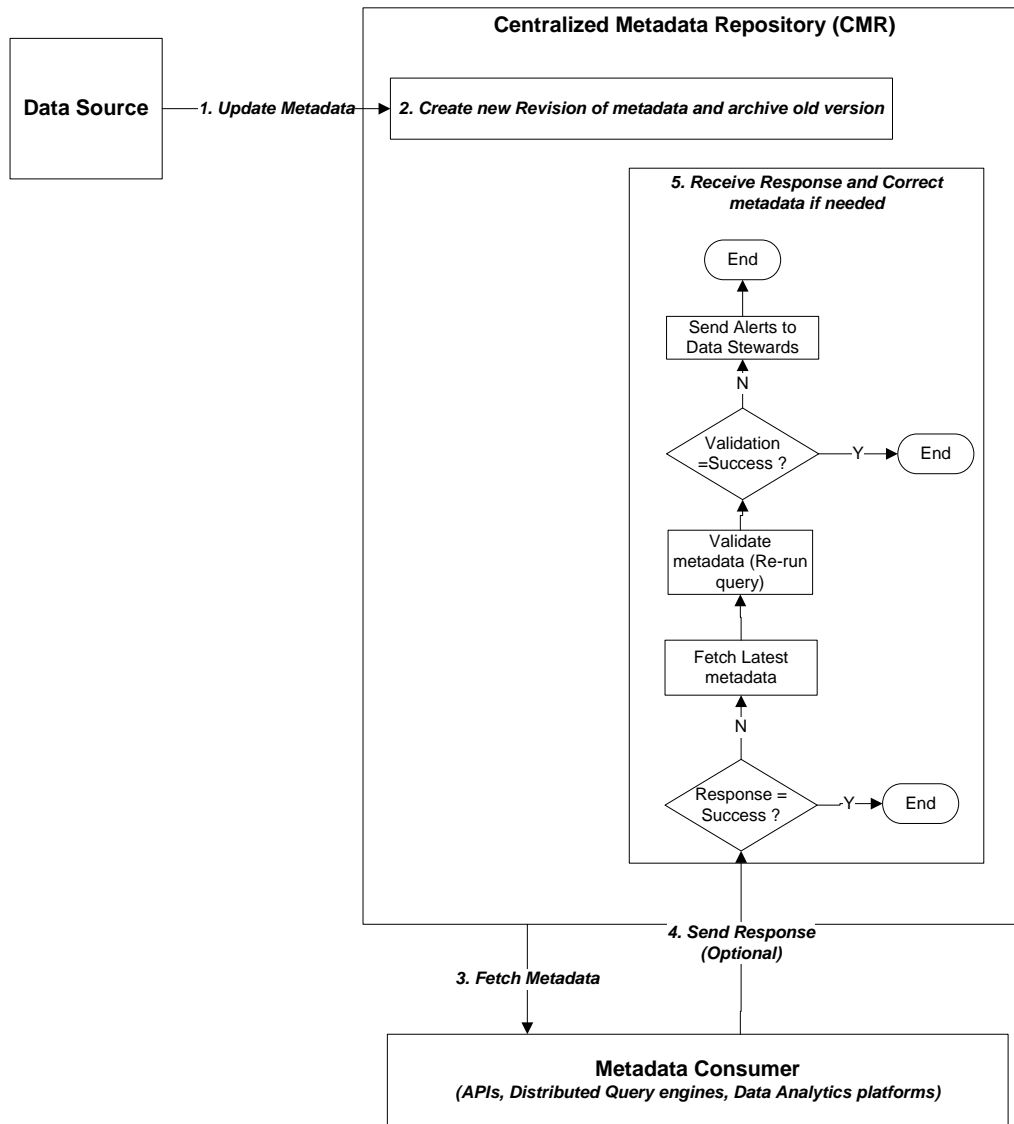 Centralized Metadata Repository (CMR)
Data Source
1. Update Metadata
2. Create new Revision of metadata and archive old version
5. Receive Response and Correct
metadata if needed
End
Send Alerts to
Data Stewards
N
Validation
=Success ?
Y
End
Validate
metadata (Re-run
query)
Fetch Latest
metadata
N
Response =
Success ?
Y
End
4. Send Response
(Optional)
3. Fetch Metadata
Metadata Consumer
(APIs, Distributed Query engines, Data Analytics platforms)